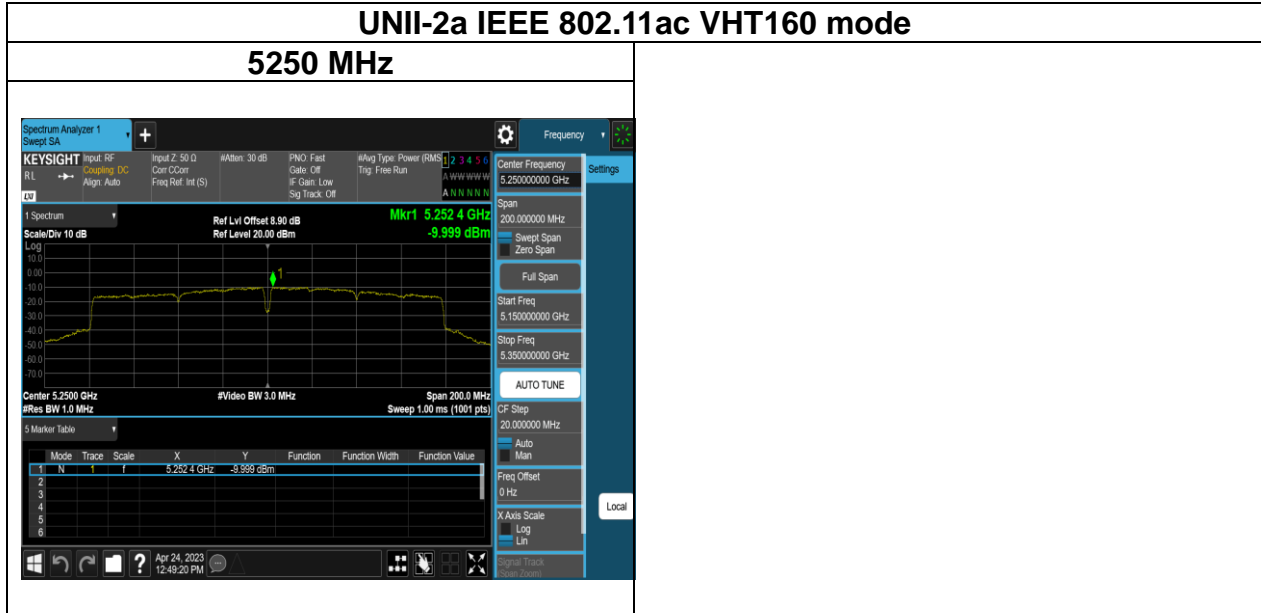 UNII-2a IEEE 802.11ac VHT160 mode
5250 MHz
Spectrum Analyzer 1
Swept SA
+
Frequency
KEYSIGHT Input: RF Input Z: 50 Ω #Atten: 30 dB PNO: Fast #Avg Type: Power (RMS 1 2 3 4 5 6
RL Coupling: DC Corr CCorr Gate: Off Trig: Free Run A W W W W W
Align: Auto Freq Ref: Int (S) IF Gain: Low
Sig Track: Off A N N N N N
LXI
1 Spectrum
Ref Lvl Offset 8.90 dB
Mkr1 5.252 4 GHz
Scale/Div 10 dB
Ref Level 20.00 dBm
-9.999 dBm
Log
10.0
0.00
-10.0
-20.0
-30.0
-40.0
-50.0
-60.0
-70.0
1
Center 5.2500 GHz #Video BW 3.0 MHz Span 200.0 MHz
#Res BW 1.0 MHz Sweep 1.00 ms (1001 pts)
5 Marker Table
Mode Trace Scale X Y Function Function Width Function Value
1 N 1 f 5.252 4 GHz -9.999 dBm
2
3
4
5
6
Center Frequency
5.250000000 GHz
Settings
Span
200.000000 MHz
Swept Span
Zero Span
Full Span
Start Freq
5.150000000 GHz
Stop Freq
5.350000000 GHz
AUTO TUNE
CF Step
20.000000 MHz
Auto
Man
Freq Offset
0 Hz
Local
X Axis Scale
Log
Lin
Signal Track
(Span Zoom)
?
Apr 24, 2023
12:49:20 PM